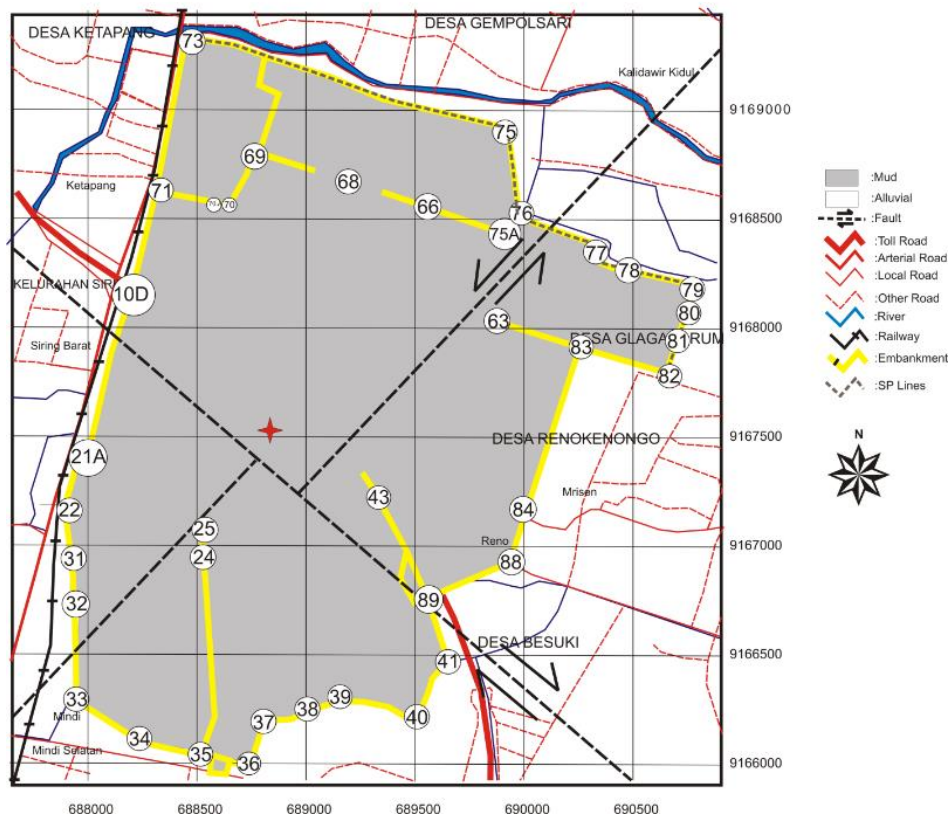 DESA KETAPANG
DESA GEMPOLSARI
73
Kalidawir Kidul
9169000
75
69
68
Ketapang
71
70
66
76
9168500
75A
77
78
KELURAHAN SIR
10D
79
80
63
9168000
DESA GLAGA
RUM
81
83
Siring Barat
82
21A
DESA RENOKENONGO
9167500
Mrisen
43
22
25
84
Reno
9167000
31
24
88
32
89
DESA BESUKI
41
9166500
33
39
38
40
37
Mindi
34
Mindi Selatan
35
36
9166000
688000
688500
689000
689500
690000
690500
:Mud
:Alluvial
:Fault
:Toll Road
:Arterial Road
:Local Road
:Other Road
:River
:Railway
:Embankment
:SP Lines
N